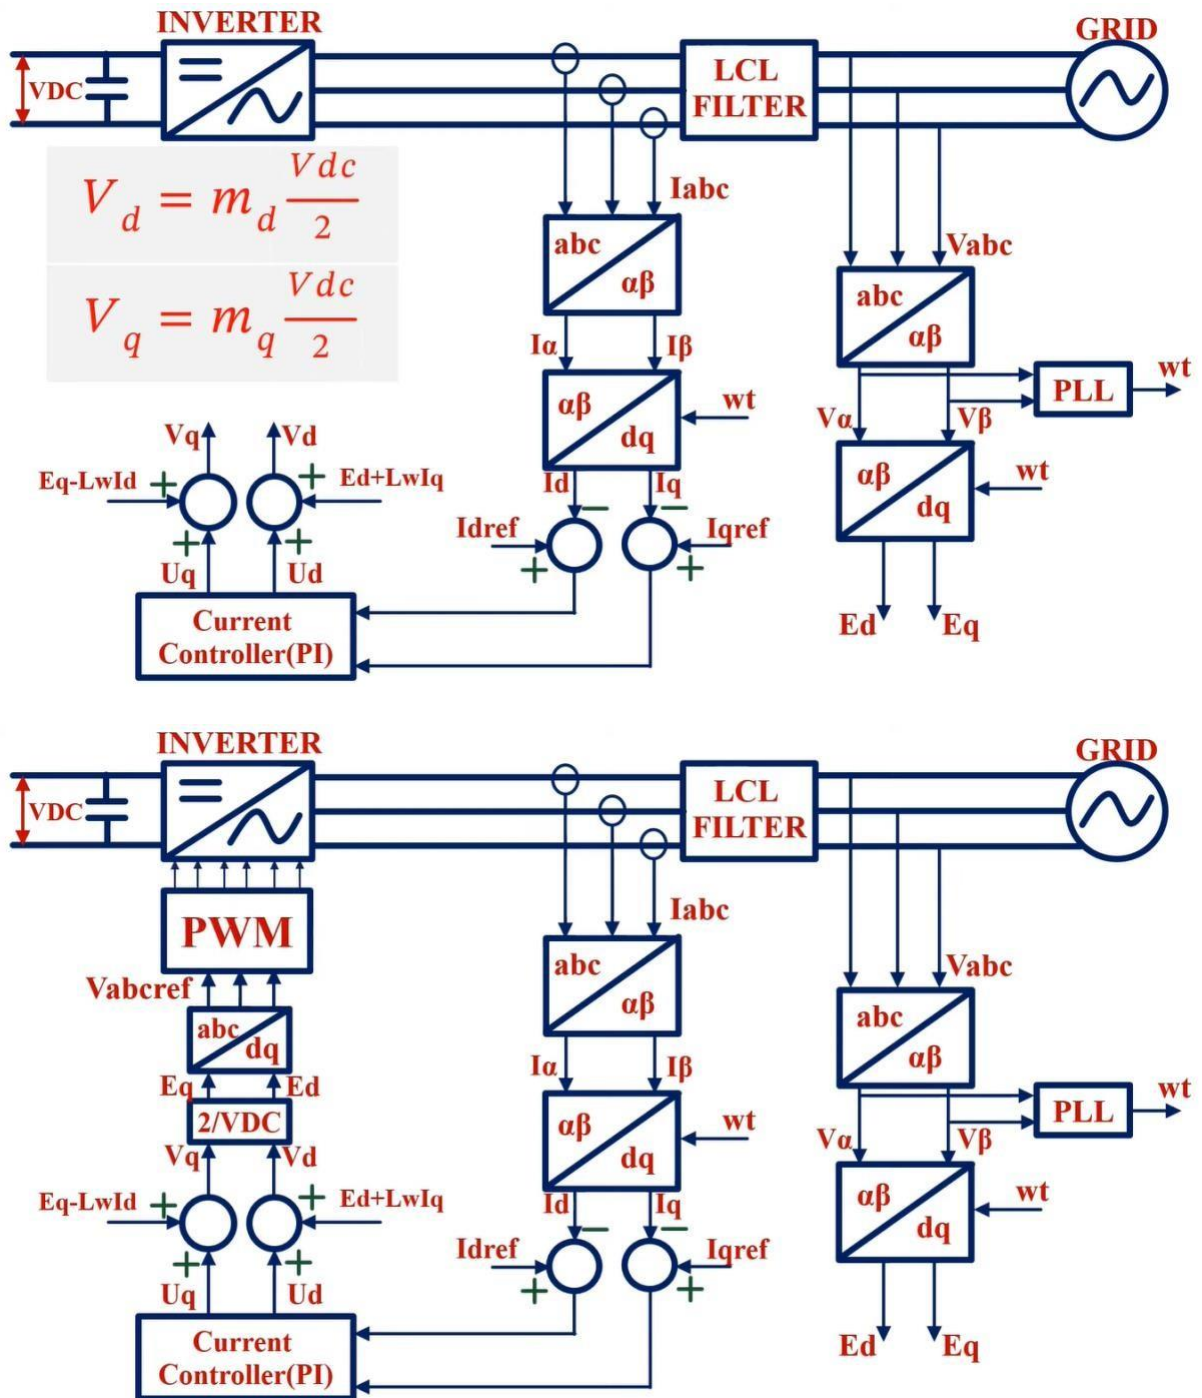 INVERTER
GRID
VDC
LCL
FILTER
Iabc
V d = m d Vdc/2
V q = m q Vdc/2
abc
αβ
Vabc
abc
αβ
Iα
Iβ
αβ
dq
wt
PLL
wt
Vα
Vβ
αβ
dq
wt
Vq
Vd
Eq-LwId
+
+
Ed+LwIq
+
+
Uq
Ud
Id
Iq
Idref
−
−
Iqref
+
+
Ed
Eq
Current
Controller(PI)
INVERTER
GRID
VDC
LCL
FILTER
PWM
Iabc
Vabcref
abc
αβ
Vabc
abc
αβ
abc
dq
Iα
Iβ
Eq
Ed
2/VDC
αβ
dq
wt
PLL
wt
Vα
Vβ
αβ
dq
wt
Vq
Vd
Eq-LwId
+
+
Ed+LwIq
+
+
Uq
Ud
Id
Iq
Idref
−
−
Iqref
+
+
Ed
Eq
Current
Controller(PI)